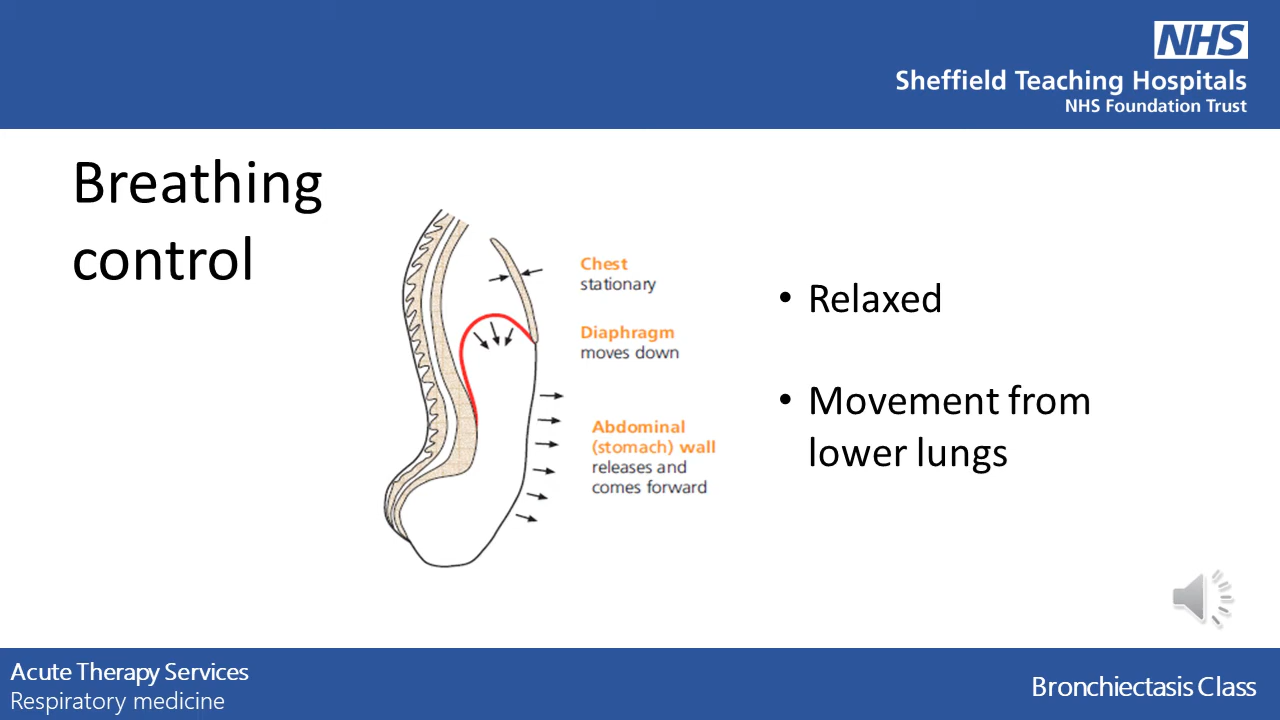 NHS
Sheffield Teaching Hospitals
NHS Foundation Trust
Breathing
control
Chest
stationary
Diaphragm
moves down
Abdominal
(stomach) wall
releases and
comes forward
• Relaxed
• Movement from
lower lungs
Acute Therapy Services
Respiratory medicine
Bronchiectasis Class